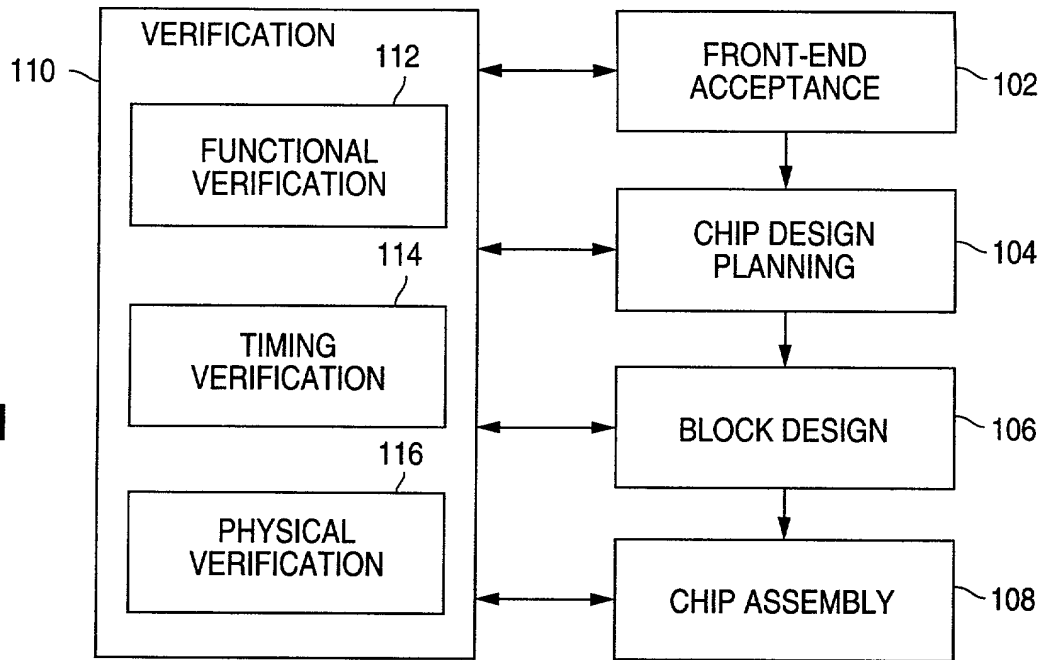 VERIFICATION
110
112
FUNCTIONAL
VERIFICATION
114
TIMING
VERIFICATION
116
PHYSICAL
VERIFICATION
FRONT-END
ACCEPTANCE
102
CHIP DESIGN
PLANNING
104
BLOCK DESIGN
106
CHIP ASSEMBLY
108